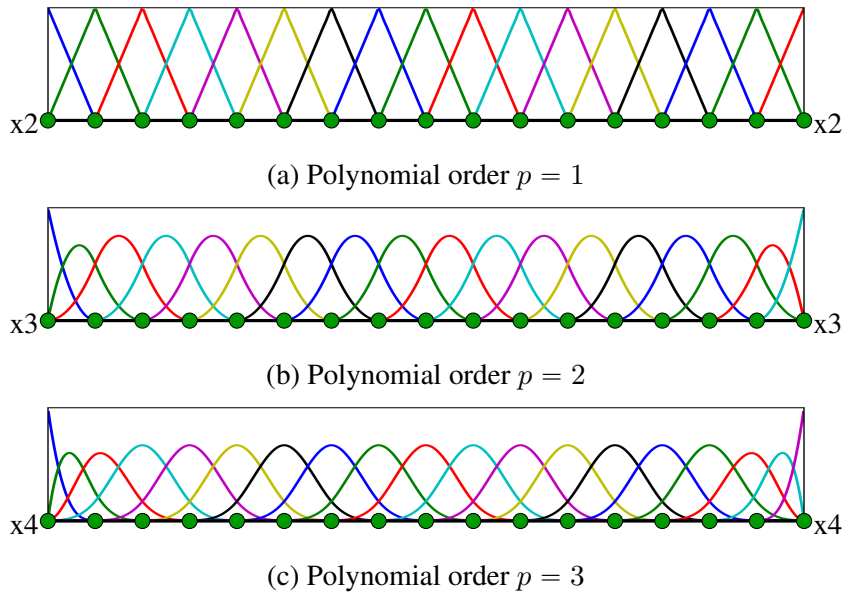 x2 x2
(a) Polynomial order p = 1
x3 x3
(b) Polynomial order p = 2
x4 x4
(c) Polynomial order p = 3